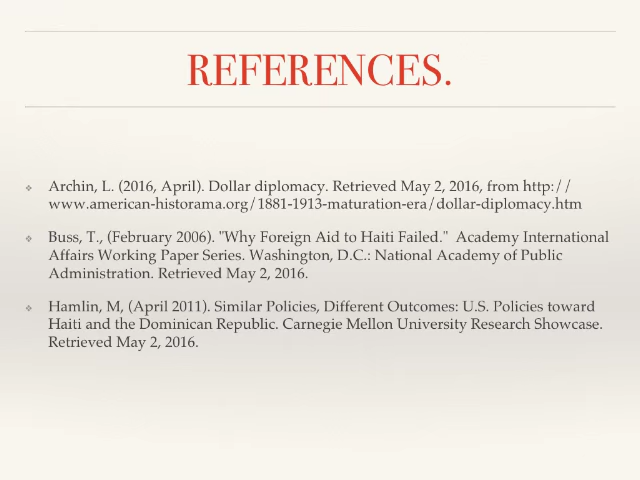 REFERENCES.
Archin, L. (2016, April). Dollar diplomacy. Retrieved May 2, 2016, from http://
www.american-historama.org/1881-1913-maturation-era/dollar-diplomacy.htm
Buss, T., (February 2006). "Why Foreign Aid to Haiti Failed."  Academy International
Affairs Working Paper Series. Washington, D.C.: National Academy of Public
Administration. Retrieved May 2, 2016.
Hamlin, M, (April 2011). Similar Policies, Different Outcomes: U.S. Policies toward
Haiti and the Dominican Republic. Carnegie Mellon University Research Showcase.
Retrieved May 2, 2016.